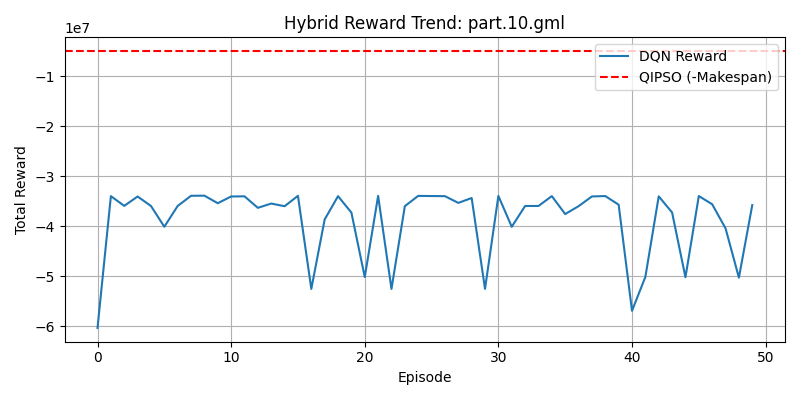 Hybrid Reward Trend: part.10.gml
1e7
DQN Reward
QIPSO (-Makespan)
−1
−2
−3
−4
−5
−6
Total Reward
0 10 20 30 40 50
Episode